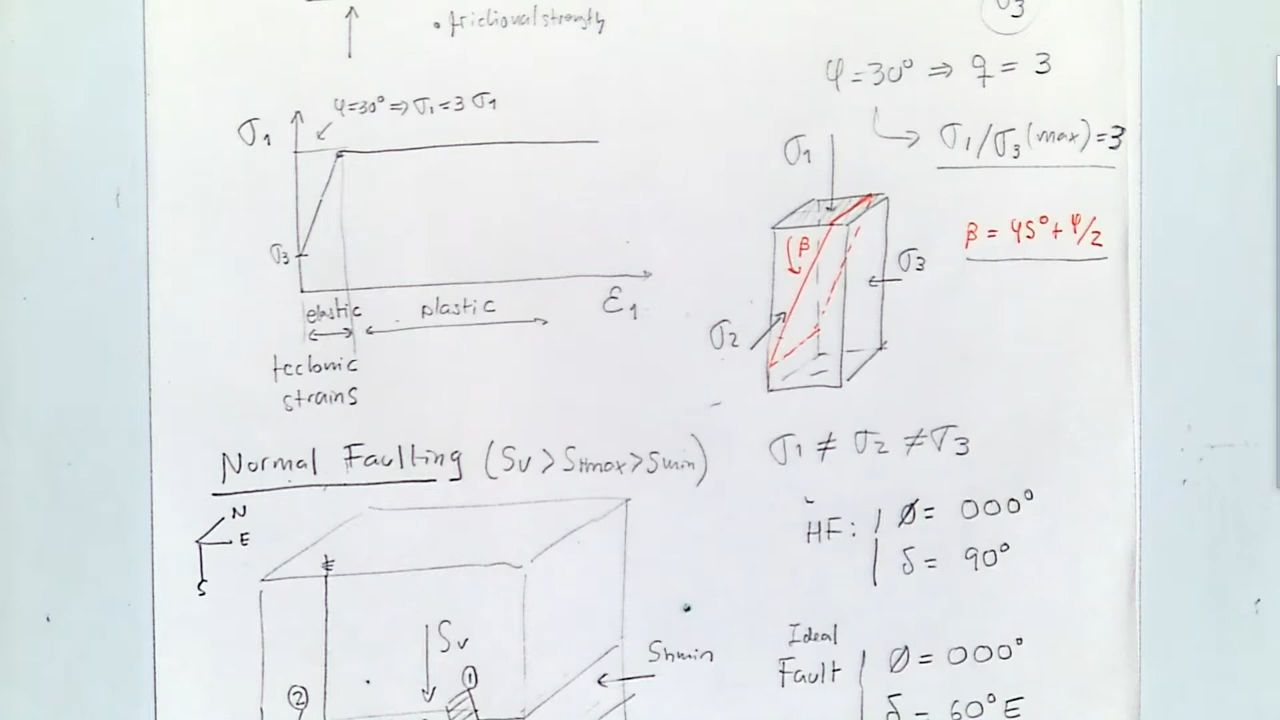 • frictional strength
σ3
φ=30° ⇒ q = 3
φ=30° ⇒ σ1=3 σ1
σ1
σ1/σ3 (max) = 3
σ1
β = 45°+ φ/2
β
σ3
σ3
elastic
plastic
ε1
σ2
tectonic
strains
Normal Faulting (Sv > SHmax > Smin)
σ1 ≠ σ2 ≠ σ3
N
E
S
HF: | Ø = 000°
| δ = 90°
Sv
Shmin
Ideal
Fault | Ø = 000°
δ = 60°E
①
②